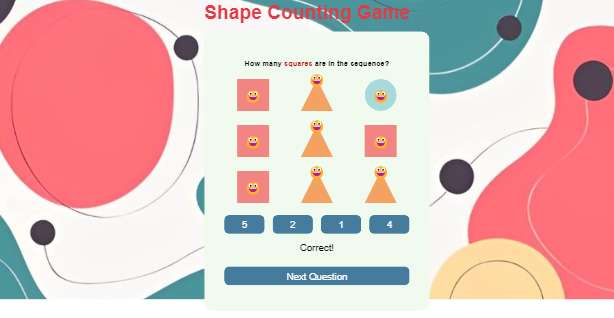 Shape Counting Game
How many squares are in the sequence?
5 2 1 4
Correct!
Next Question